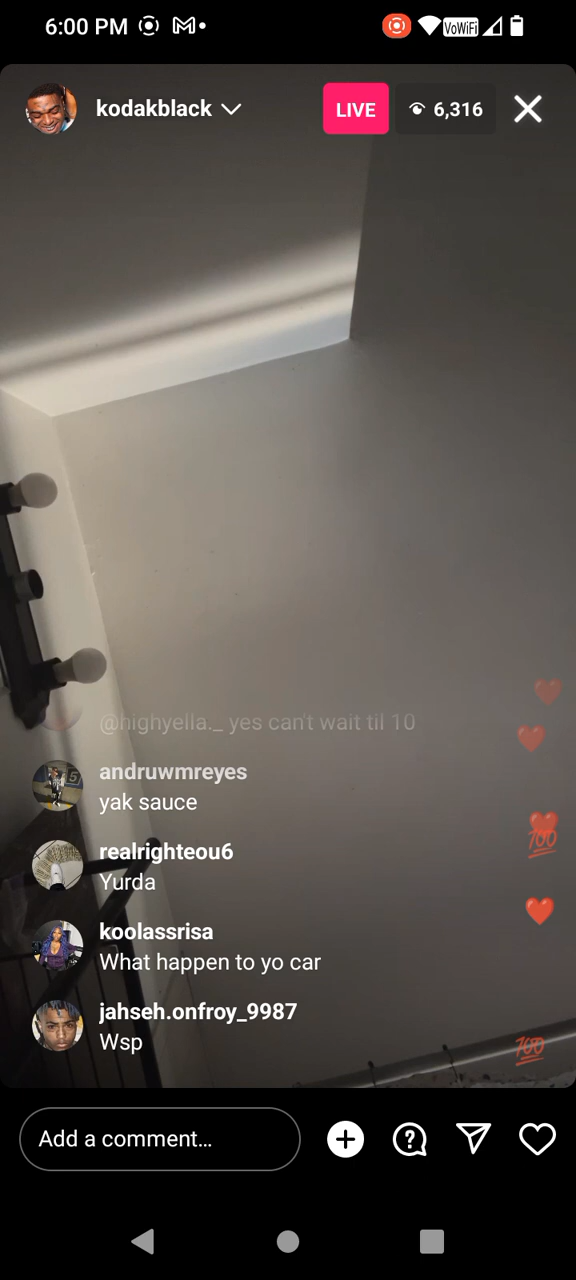 6:00 PM
VoWiFi
kodakblack
LIVE
6,316
@highyella._ yes can't wait til 10
andruwmreyes
yak sauce
realrighteou6
Yurda
koolassrisa
What happen to yo car
jahseh.onfroy_9987
Wsp
Add a comment...